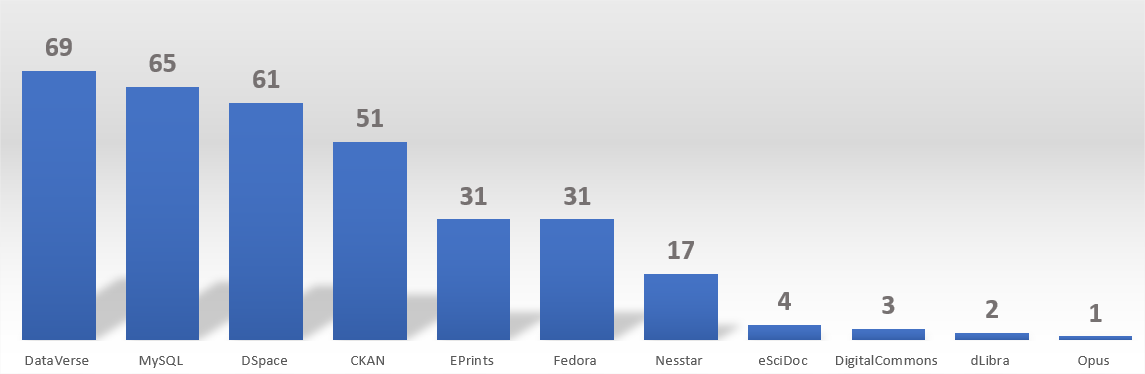 69
65
61
51
31
31
17
4
3
2
1
DataVerse
MySQL
DSpace
CKAN
EPrints
Fedora
Nesstar
eSciDoc
DigitalCommons
dLibra
Opus